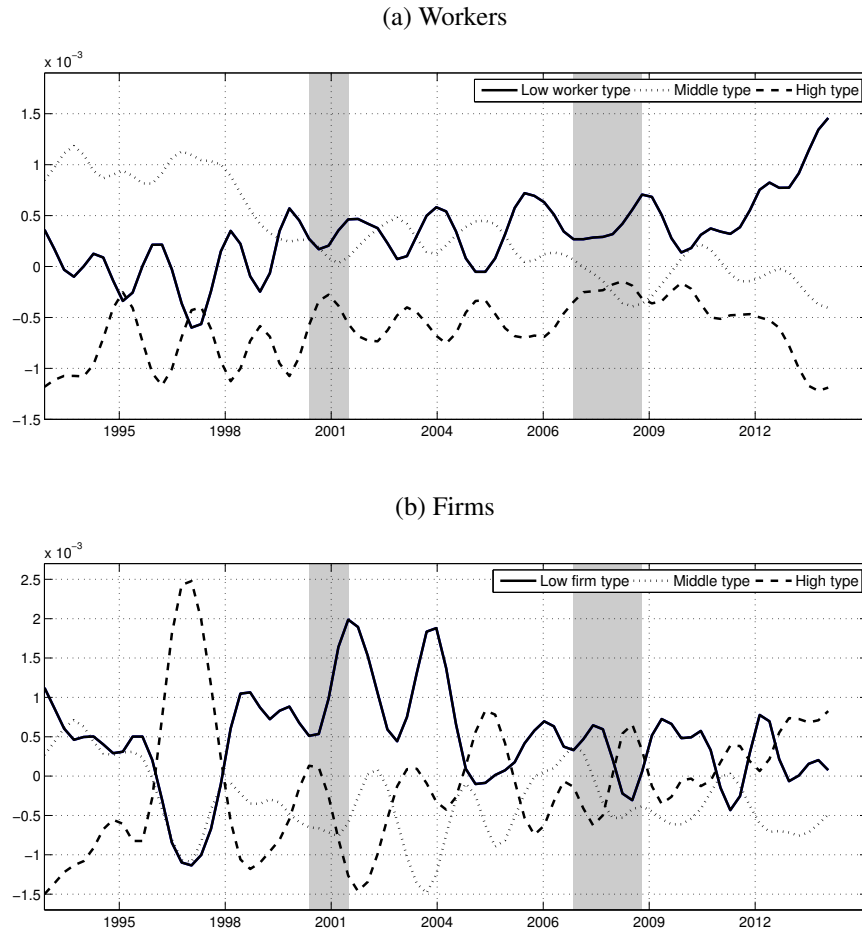 (a) Workers
x 10⁻³
Low worker type Middle type High type
1.5
1
0.5
0
−0.5
−1
−1.5
1995 1998 2001 2004 2006 2009 2012
(b) Firms
x 10⁻³
Low firm type Middle type High type
2.5
2
1.5
1
0.5
0
−0.5
−1
−1.5
1995 1998 2001 2004 2006 2009 2012